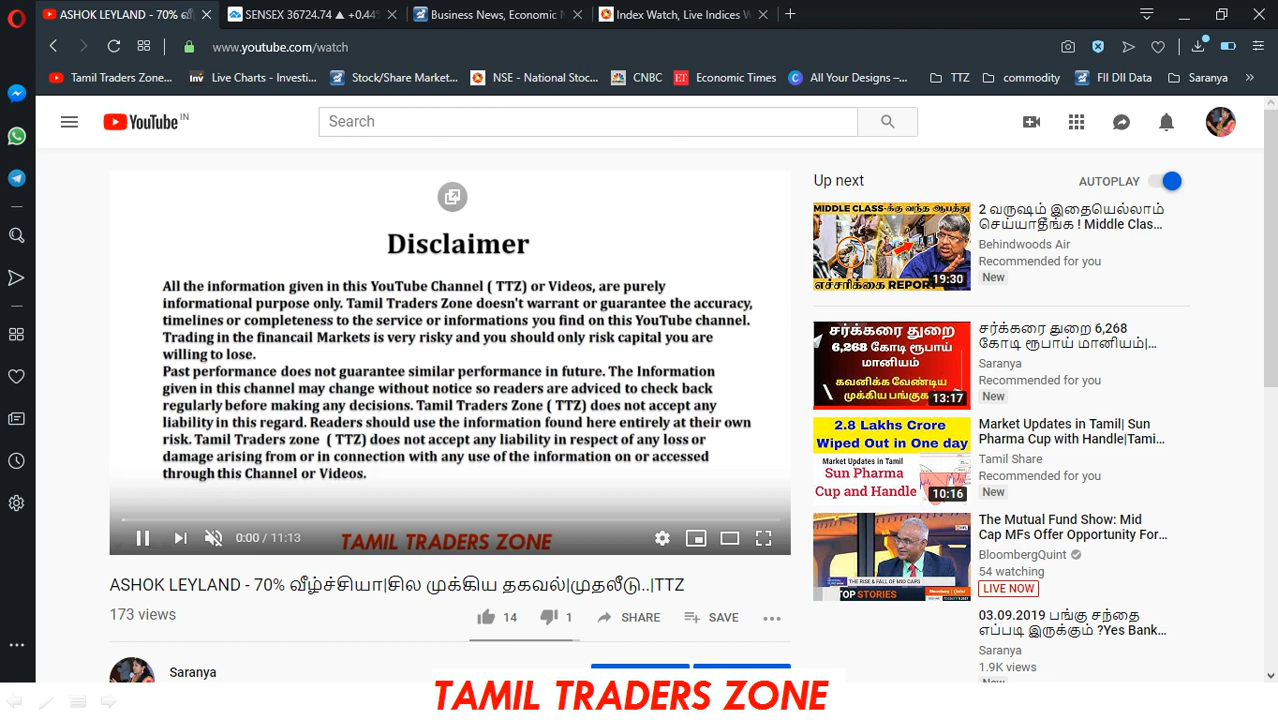 ASHOK LEYLAND - 70% வீ
SENSEX 36724.74 ▲ +0.44
Business News, Economic N
Index Watch, Live Indices W
www.youtube.com/watch
Tamil Traders Zone...
Live Charts - Investi...
Stock/Share Market...
NSE - National Stoc...
CNBC
ET Economic Times
All Your Designs –...
TTZ
commodity
FII DII Data
Saranya
YouTube IN
Search
Disclaimer
All the information given in this YouTube Channel ( TTZ) or Videos, are purely
informational purpose only. Tamil Traders Zone doesn't warrant or guarantee the accuracy,
timelines or completeness to the service or informations you find on this YouTube channel.
Trading in the financail Markets is very risky and you should only risk capital you are
willing to lose.
Past performance does not guarantee similar performance in future. The Information
given in this channel may change without notice so readers are adviced to check back
regularly before making any decisions. Tamil Traders Zone ( TTZ) does not accept any
liability in this regard. Readers should use the information found here entirely at their own
risk. Tamil Traders zone ( TTZ) does not accept any liability in respect of any loss or
damage arising from or in connection with any use of the information on or accessed
through this Channel or Videos.
0:00 / 11:13
TAMIL TRADERS ZONE
ASHOK LEYLAND - 70% வீழ்ச்சியா|சில முக்கிய தகவல்|முதலீடு..|TTZ
173 views
14
1
SHARE
SAVE
Saranya
Up next
AUTOPLAY
MIDDLE CLASS-க்கு வந்த ஆபத்து
எச்சரிக்கை REPORT
19:30
2 வருஷம் இதையெல்லாம்
செய்யாதீங்க ! Middle Clas...
Behindwoods Air
Recommended for you
New
சர்க்கரை துறை
6,268 கோடி ரூபாய்
மானியம்
கவனிக்க வேண்டிய
முக்கிய பங்கு
13:17
சர்க்கரை துறை 6,268
கோடி ரூபாய் மானியம்|...
Saranya
Recommended for you
New
2.8 Lakhs Crore
Wiped Out in One day
Market Updates in Tamil
Sun Pharma
Cup and Handle
10:16
Market Updates in Tamil| Sun
Pharma Cup with Handle|Tami...
Tamil Share
Recommended for you
New
THE RISE & FALL OF MID CAPS
TOP STORIES
The Mutual Fund Show: Mid
Cap MFs Offer Opportunity For...
BloombergQuint
54 watching
LIVE NOW
03.09.2019 பங்கு சந்தை
எப்படி இருக்கும் ?Yes Bank...
Saranya
1.9K views
New
TAMIL TRADERS ZONE